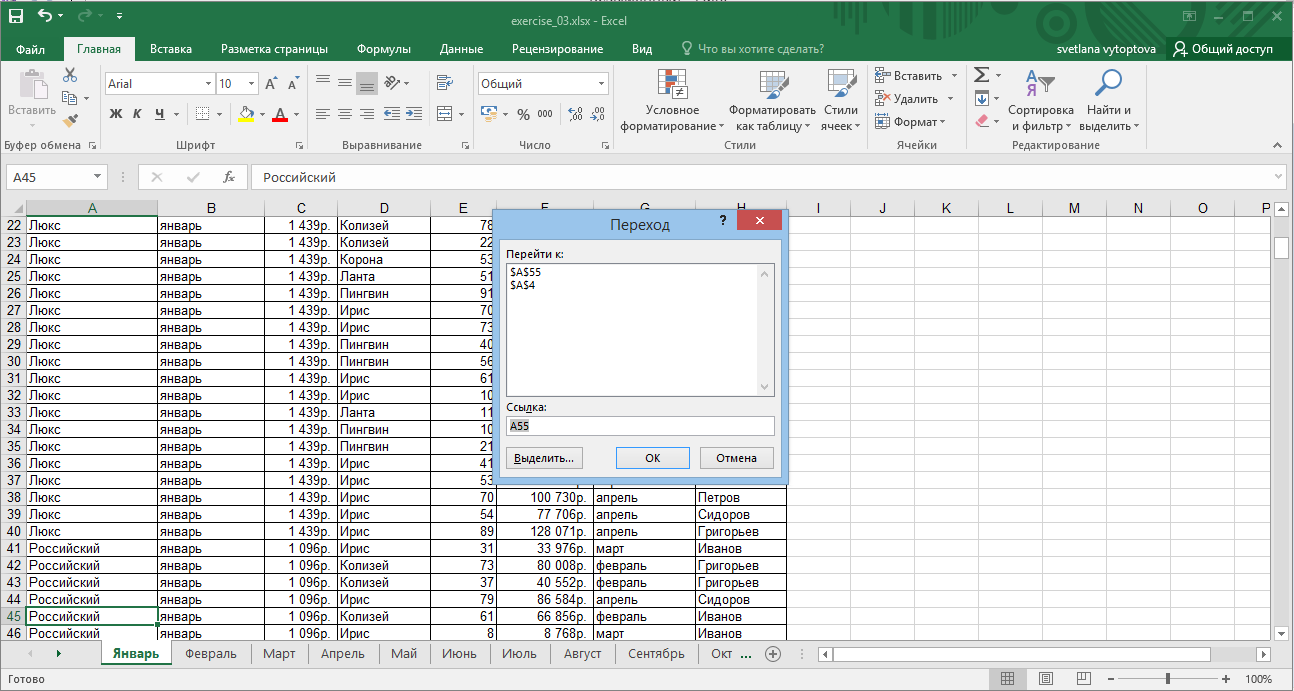 exercise_03.xlsx - Excel
Файл Главная Вставка Разметка страницы Формулы Данные Рецензирование Вид Что вы хотите сделать? svetlana vytoptova Общий доступ
Вставить
Буфер обмена
Arial 10
Ж К Ч
Шрифт
Выравнивание
Общий
% 000
Число
Условное форматирование
Форматировать как таблицу
Стили ячеек
Стили
Вставить
Удалить
Формат
Ячейки
Сортировка и фильтр
Найти и выделить
Редактирование
A45 fx Российский
A B C D E F G H I J K L M N O P
22 Люкс январь 1 439р. Колизей 78
23 Люкс январь 1 439р. Колизей 22
24 Люкс январь 1 439р. Корона 53
25 Люкс январь 1 439р. Ланта 51
26 Люкс январь 1 439р. Пингвин 91
27 Люкс январь 1 439р. Ирис 70
28 Люкс январь 1 439р. Ирис 73
29 Люкс январь 1 439р. Пингвин 40
30 Люкс январь 1 439р. Пингвин 56
31 Люкс январь 1 439р. Ирис 61
32 Люкс январь 1 439р. Ирис 10
33 Люкс январь 1 439р. Ланта 11
34 Люкс январь 1 439р. Пингвин 10
35 Люкс январь 1 439р. Пингвин 21
36 Люкс январь 1 439р. Ирис 41
37 Люкс январь 1 439р. Ирис 53
38 Люкс январь 1 439р. Ирис 70 100 730р. апрель Петров
39 Люкс январь 1 439р. Ирис 54 77 706р. апрель Сидоров
40 Люкс январь 1 439р. Ирис 89 128 071р. апрель Григорьев
41 Российский январь 1 096р. Ирис 31 33 976р. март Иванов
42 Российский январь 1 096р. Колизей 73 80 008р. февраль Григорьев
43 Российский январь 1 096р. Колизей 37 40 552р. февраль Григорьев
44 Российский январь 1 096р. Ирис 79 86 584р. апрель Сидоров
45 Российский январь 1 096р. Колизей 61 66 856р. февраль Иванов
46 Российский январь 1 096р. Ирис 8 8 768р. март Иванов
Переход ?
Перейти к:
$A$55
$A$4
Ссылка:
A55
Выделить... ОК Отмена
Январь Февраль Март Апрель Май Июнь Июль Август Сентябрь Окт ...
Готово 100%